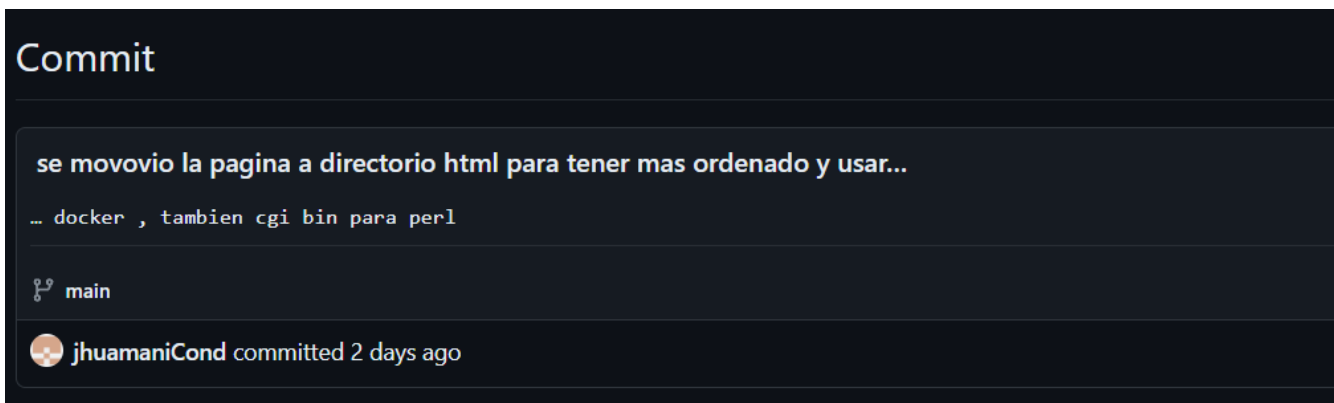 Commit
se movovio la pagina a directorio html para tener mas ordenado y usar...
… docker , tambien cgi bin para perl
main
jhuamaniCond committed 2 days ago